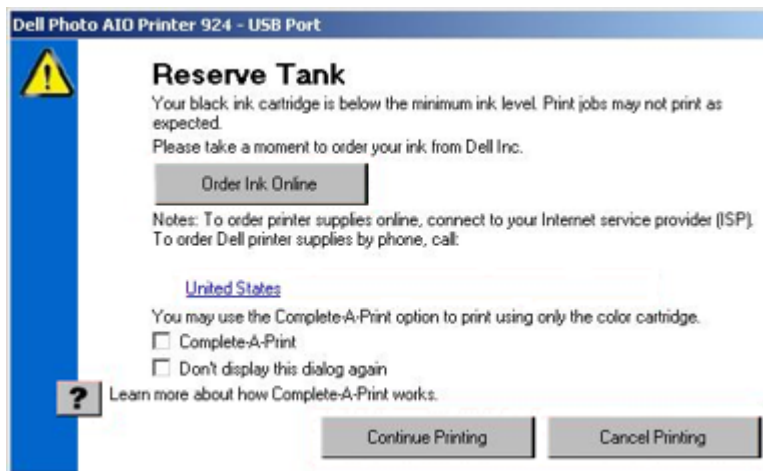 Dell Photo AIO Printer 924 - USB Port
Reserve Tank
Your black ink cartridge is below the minimum ink level. Print jobs may not print as
expected.
Please take a moment to order your ink from Dell Inc.
Order Ink Online
Notes: To order printer supplies online, connect to your Internet service provider (ISP).
To order Dell printer supplies by phone, call:
United States
You may use the Complete-A-Print option to print using only the color cartridge.
Complete-A-Print
Don't display this dialog again
? Learn more about how Complete-A-Print works.
Continue Printing Cancel Printing